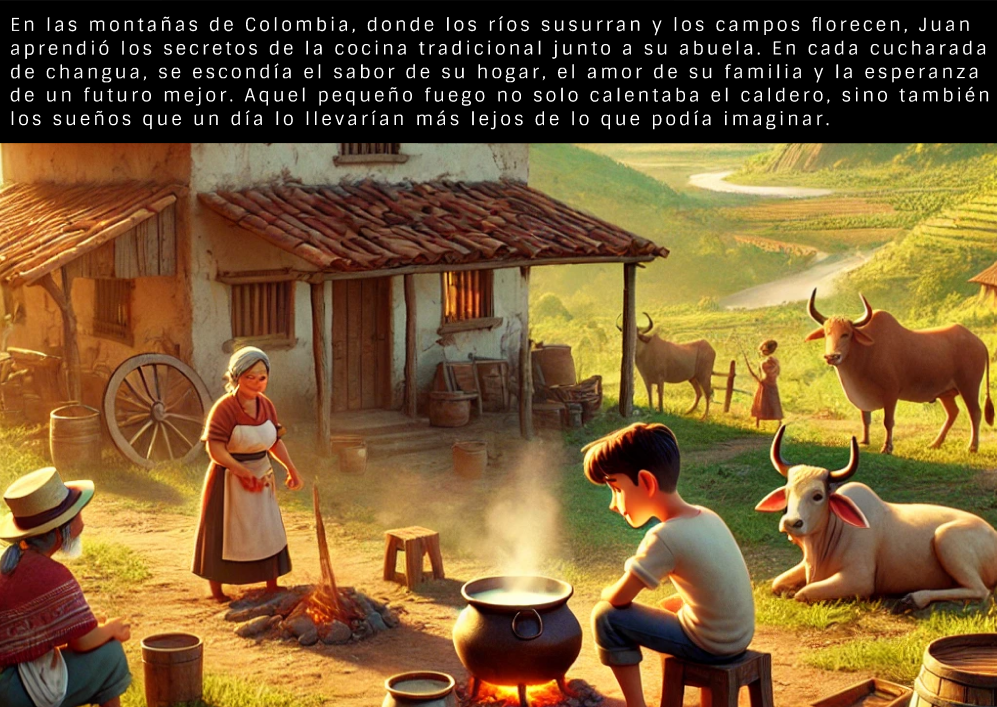 En las montañas de Colombia, donde los ríos susurran y los campos florecen, Juan
aprendió los secretos de la cocina tradicional junto a su abuela. En cada cucharada
de changua, se escondía el sabor de su hogar, el amor de su familia y la esperanza
de un futuro mejor. Aquel pequeño fuego no solo calentaba el caldero, sino también
los sueños que un día lo llevarían más lejos de lo que podía imaginar.